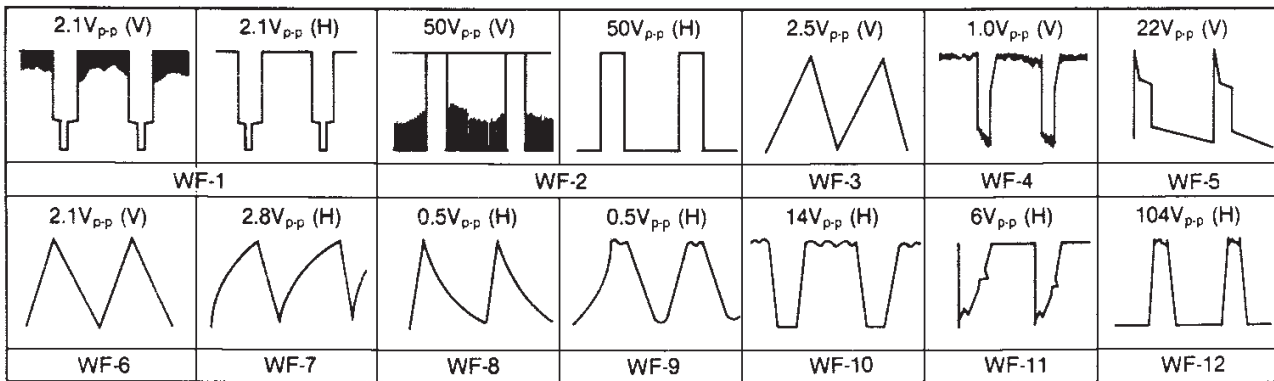 2.1Vp-p (V) 2.1Vp-p (H) 50Vp-p (V) 50Vp-p (H) 2.5Vp-p (V) 1.0Vp-p (V) 22Vp-p (V)
WF-1 WF-2 WF-3 WF-4 WF-5
2.1Vp-p (V) 2.8Vp-p (H) 0.5Vp-p (H) 0.5Vp-p (H) 14Vp-p (H) 6Vp-p (H) 104Vp-p (H)
WF-6 WF-7 WF-8 WF-9 WF-10 WF-11 WF-12